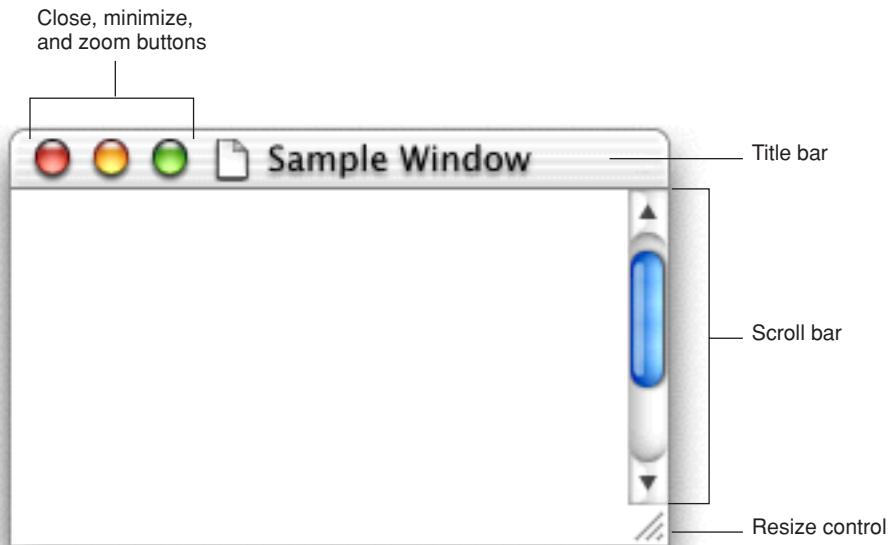 Close, minimize,
and zoom buttons
Sample Window
Title bar
Scroll bar
Resize control